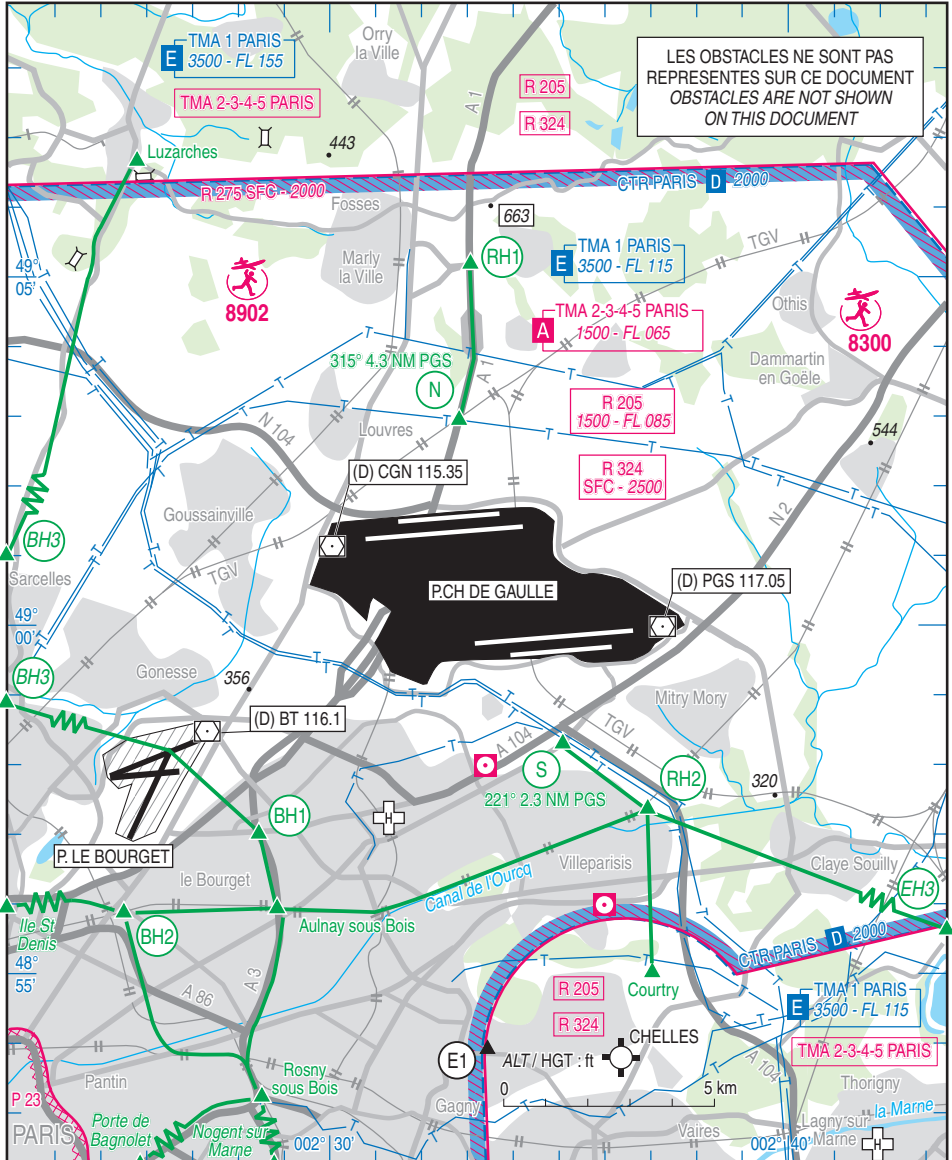 E
TMA 1 PARIS
3500 - FL 155
TMA 2-3-4-5 PARIS
Orry
la Ville
A 1
R 205
R 324
LES OBSTACLES NE SONT PAS
REPRESENTES SUR CE DOCUMENT
OBSTACLES ARE NOT SHOWN
ON THIS DOCUMENT
443
Luzarches
R 275 SFC - 2000
Fosses
CTR PARIS D 2000
663
RH1
E
TMA 1 PARIS
3500 - FL 115
TGV
49°
05'
Marly
la Ville
8902
A
TMA 2-3-4-5 PARIS
1500 - FL 065
Othis
8300
315° 4.3 NM PGS
N
A 1
Dammartin
en Goële
R 205
1500 - FL 085
N 104
Louvres
544
(D) CGN 115.35
R 324
SFC - 2500
N 2
Goussainville
BH3
Sarcelles
TGV
P.CH DE GAULLE
(D) PGS 117.05
49°
00'
BH3
Gonesse
356
Mitry Mory
(D) BT 116.1
A 104
TGV
S
221° 2.3 NM PGS
RH2
320
BH1
H
P. LE BOURGET
le Bourget
Villeparisis
Claye Souilly
Canal de l'Ourcq
EH3
Ile St
Denis
BH2
Aulnay sous Bois
CTR PARIS D 2000
48°
55'
A 86
A 3
R 205
Courtry
R 324
E
TMA 1 PARIS
3500 - FL 115
TMA 2-3-4-5 PARIS
E1
CHELLES
ALT / HGT : ft
A 104
0
5 km
Pantin
P 23
Rosny
sous Bois
Gagny
Thorigny
la Marne
PARIS
Porte de
Bagnolet
Nogent sur
Marne
002° 30'
Vaires
002° 40'
Lagny sur
Marne
H
T T T T T T T T T T T T T T T T T T T T T T T T